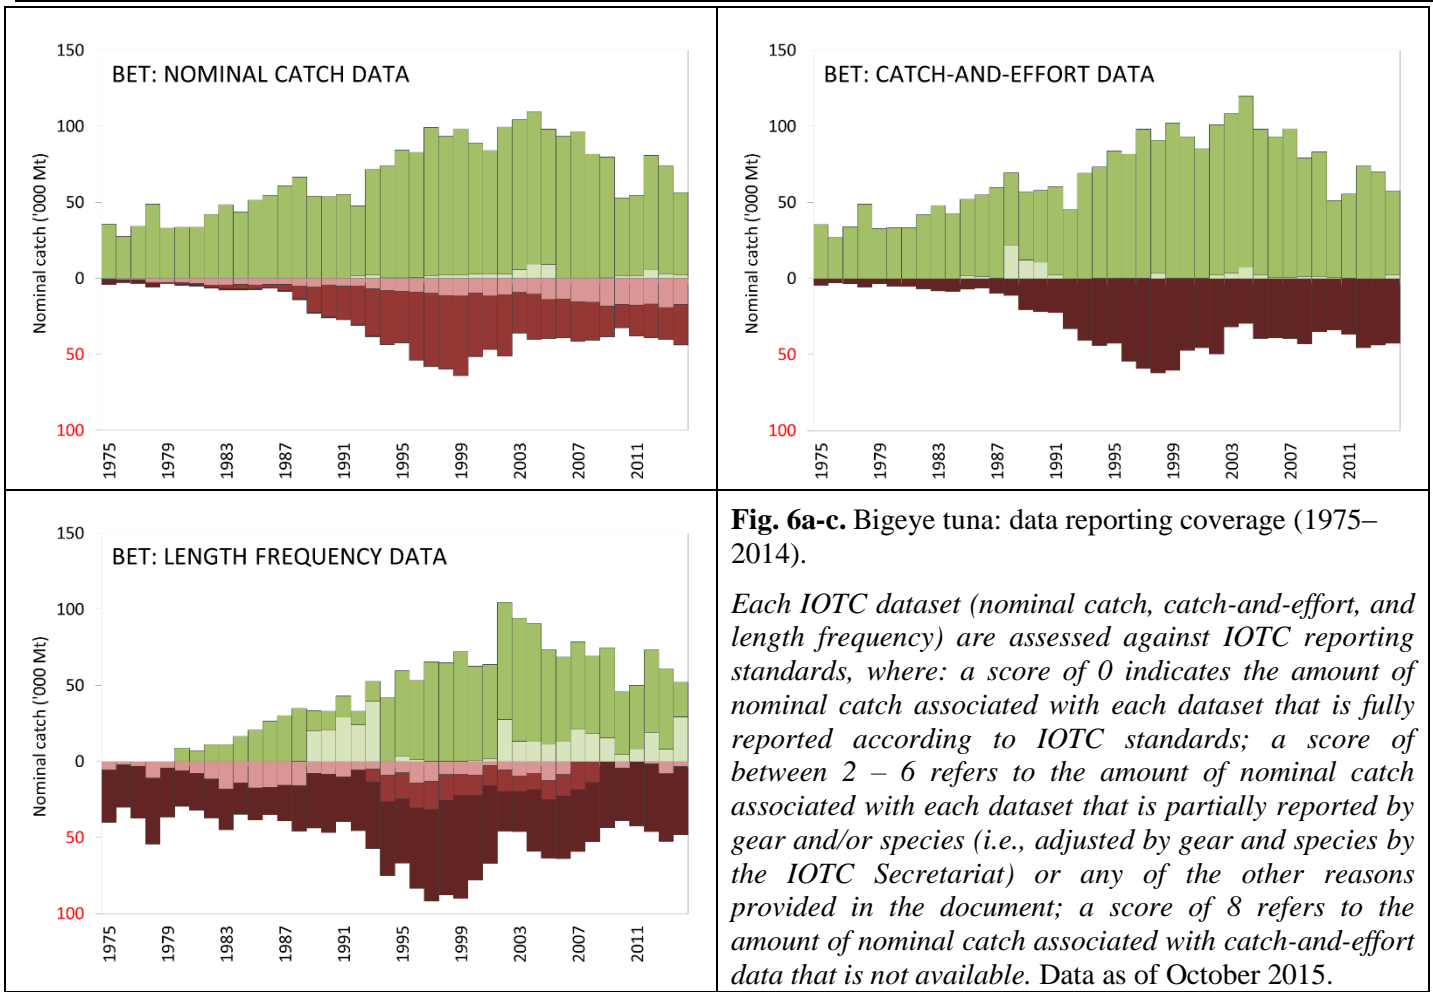 BET: NOMINAL CATCH DATA
Nominal catch ('000 Mt)
150
100
50
0
50
100
1975
1979
1983
1987
1991
1995
1999
2003
2007
2011
BET: CATCH-AND-EFFORT DATA
Nominal catch ('000 Mt)
150
100
50
0
50
100
1975
1979
1983
1987
1991
1995
1999
2003
2007
2011
BET: LENGTH FREQUENCY DATA
Nominal catch ('000 Mt)
150
100
50
0
50
100
1975
1979
1983
1987
1991
1995
1999
2003
2007
2011
Fig. 6a-c. Bigeye tuna: data reporting coverage (1975–
2014).
Each IOTC dataset (nominal catch, catch-and-effort, and
length frequency) are assessed against IOTC reporting
standards, where: a score of 0 indicates the amount of
nominal catch associated with each dataset that is fully
reported according to IOTC standards; a score of
between 2 – 6 refers to the amount of nominal catch
associated with each dataset that is partially reported by
gear and/or species (i.e., adjusted by gear and species by
the IOTC Secretariat) or any of the other reasons
provided in the document; a score of 8 refers to the
amount of nominal catch associated with catch-and-effort
data that is not available. Data as of October 2015.